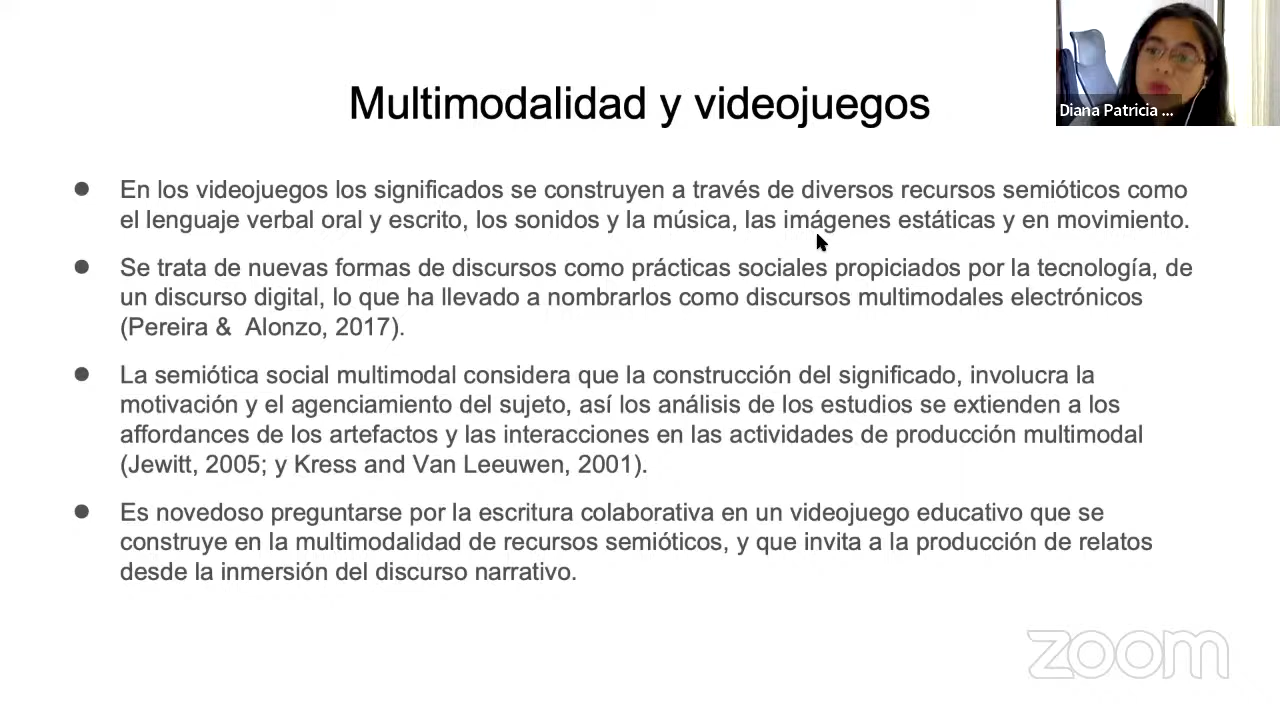 Multimodalidad y videojuegos
Diana Patricia ...
● En los videojuegos los significados se construyen a través de diversos recursos semióticos como
el lenguaje verbal oral y escrito, los sonidos y la música, las imágenes estáticas y en movimiento.
● Se trata de nuevas formas de discursos como prácticas sociales propiciados por la tecnología, de
un discurso digital, lo que ha llevado a nombrarlos como discursos multimodales electrónicos
(Pereira & Alonzo, 2017).
● La semiótica social multimodal considera que la construcción del significado, involucra la
motivación y el agenciamiento del sujeto, así los análisis de los estudios se extienden a los
affordances de los artefactos y las interacciones en las actividades de producción multimodal
(Jewitt, 2005; y Kress and Van Leeuwen, 2001).
● Es novedoso preguntarse por la escritura colaborativa en un videojuego educativo que se
construye en la multimodalidad de recursos semióticos, y que invita a la producción de relatos
desde la inmersión del discurso narrativo.
zoom